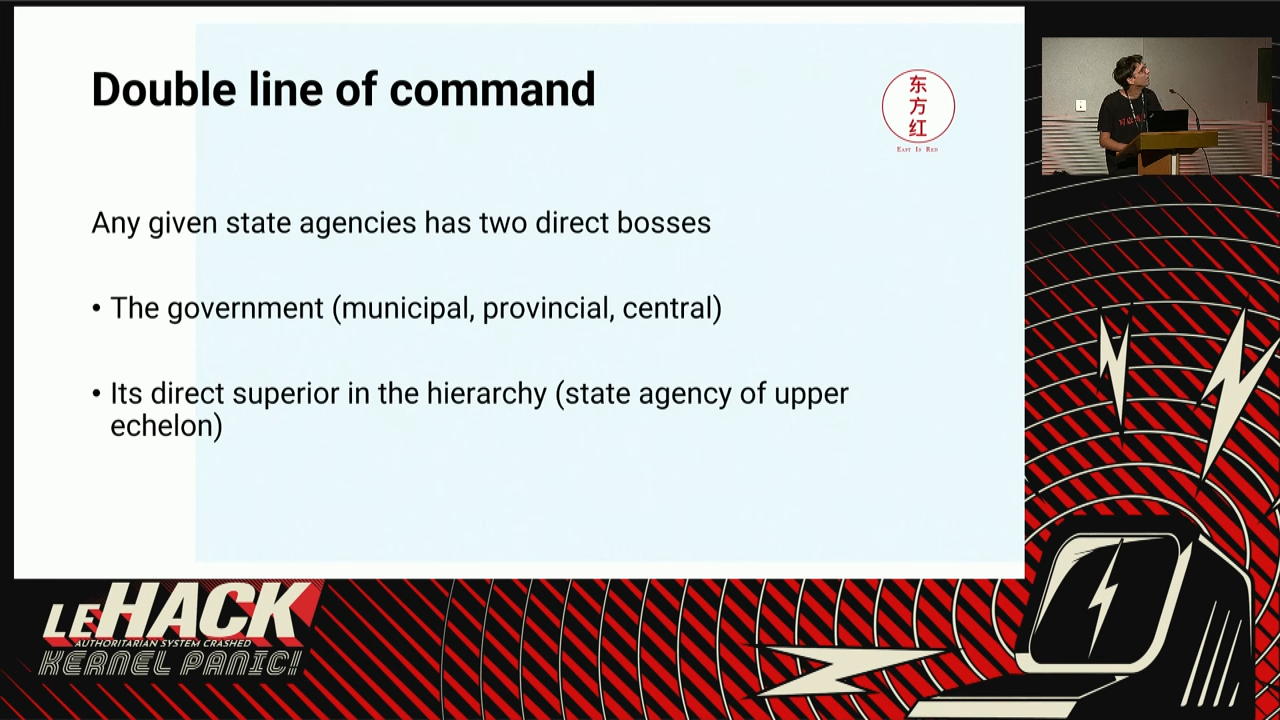 Double line of command
东
方
红
East Is Red
Any given state agencies has two direct bosses
• The government (municipal, provincial, central)
• Its direct superior in the hierarchy (state agency of upper
echelon)
LEHACK
AUTHORITARIAN SYSTEM CRASHED
KERNEL PANIC!